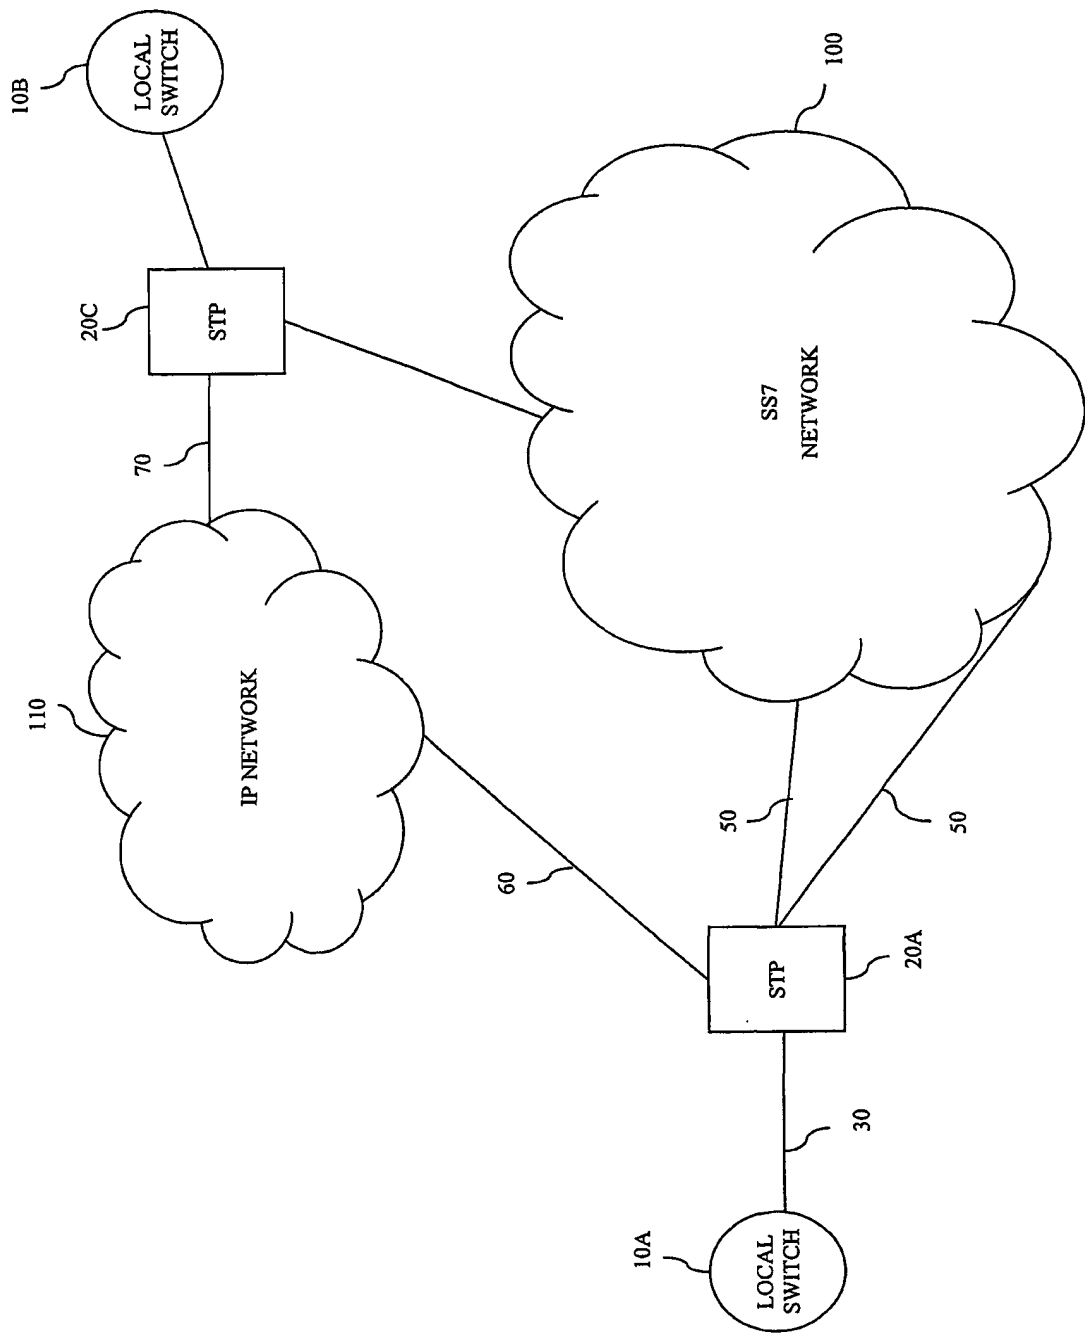 10B
LOCAL
SWITCH
20C
STP
70
110
IP NETWORK
100
SS7
NETWORK
60
50
50
STP
20A
30
10A
LOCAL
SWITCH